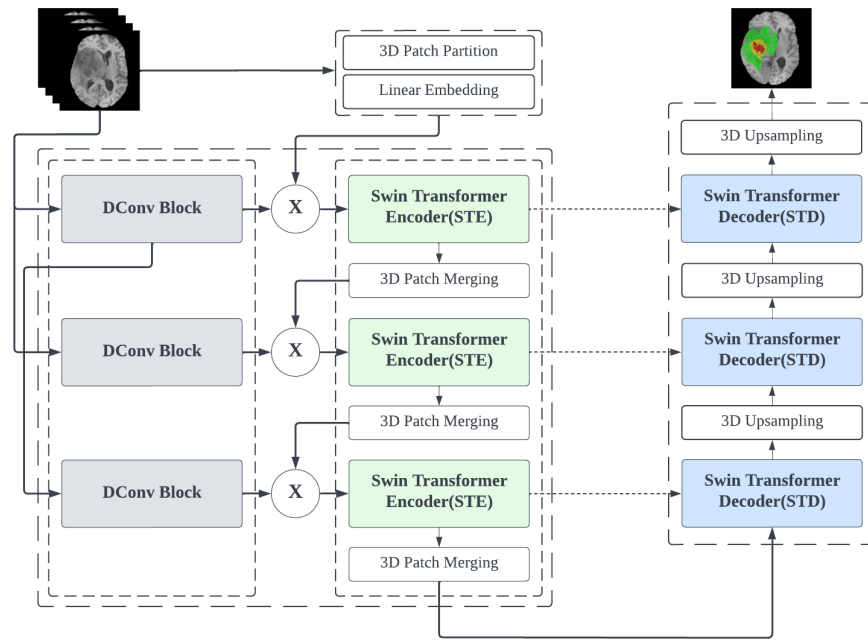 3D Patch Partition
Linear Embedding
3D Upsampling
DConv Block
X
Swin Transformer
Encoder(STE)
Swin Transformer
Decoder(STD)
3D Patch Merging
3D Upsampling
DConv Block
X
Swin Transformer
Encoder(STE)
Swin Transformer
Decoder(STD)
3D Patch Merging
3D Upsampling
DConv Block
X
Swin Transformer
Encoder(STE)
Swin Transformer
Decoder(STD)
3D Patch Merging